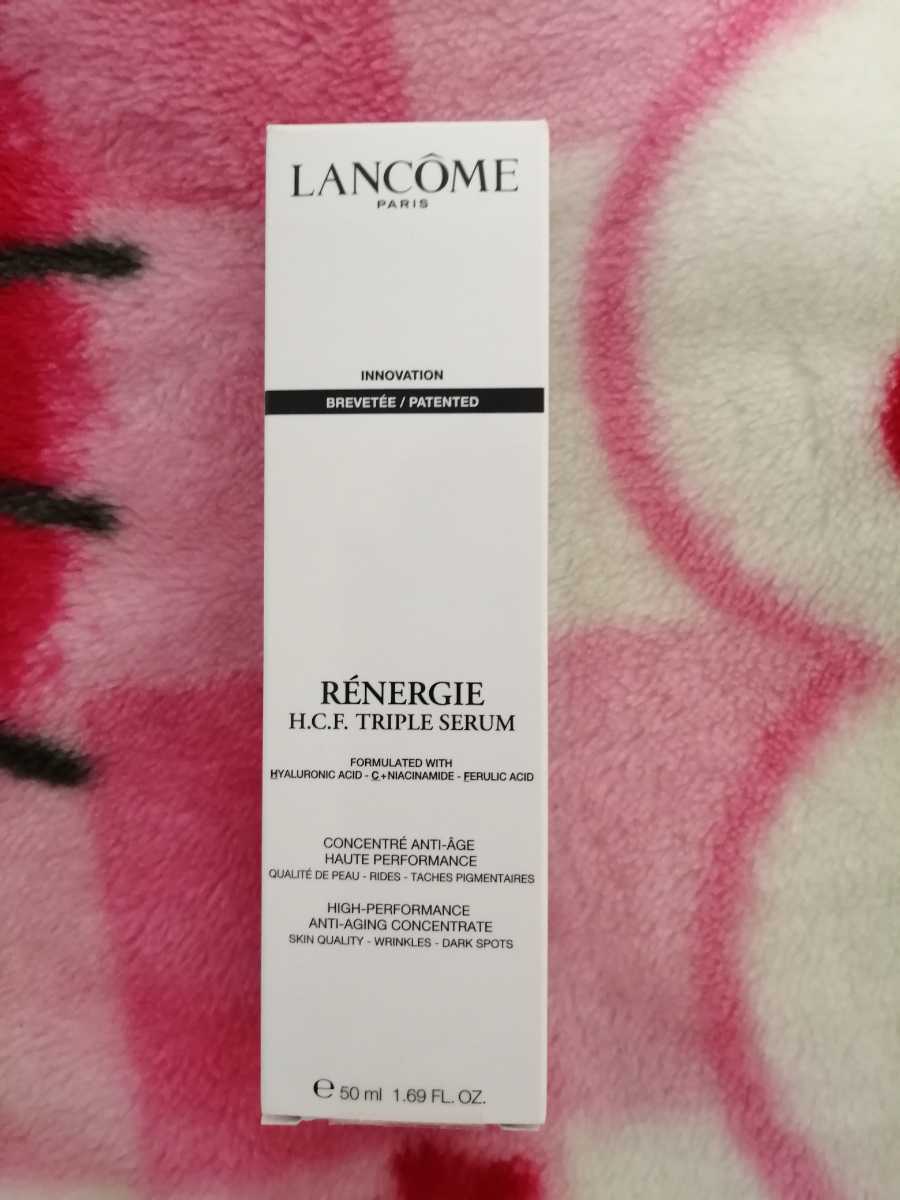 LANCÔME
PARIS
INNOVATION
BREVETÉE / PATENTED
RÉNERGIE
H.C.F. TRIPLE SERUM
FORMULATED WITH
HYALURONIC ACID - C+NIACINAMIDE - FERULIC ACID
CONCENTRÉ ANTI-ÂGE
HAUTE PERFORMANCE
QUALITÉ DE PEAU - RIDES - TACHES PIGMENTAIRES
HIGH-PERFORMANCE
ANTI-AGING CONCENTRATE
SKIN QUALITY - WRINKLES - DARK SPOTS
℮ 50 ml 1.69 FL. OZ.